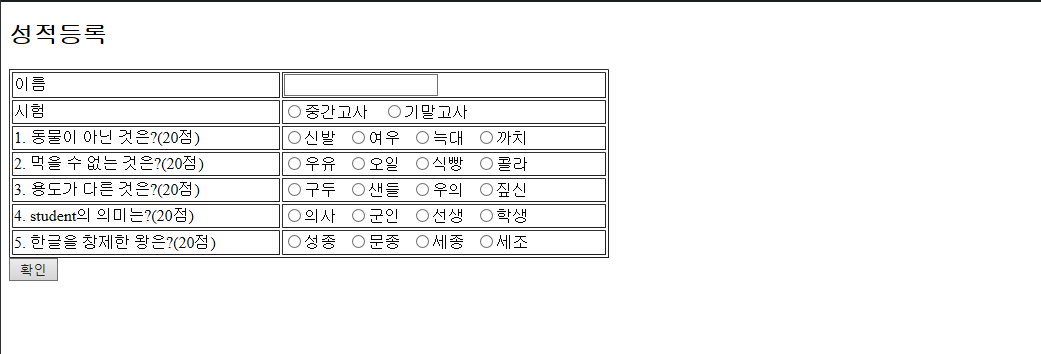 성적등록
이름
시험 중간고사 기말고사
1. 동물이 아닌 것은?(20점) 신발 여우 늑대 까치
2. 먹을 수 없는 것은?(20점) 우유 오일 식빵 콜라
3. 용도가 다른 것은?(20점) 구두 샌들 우의 짚신
4. student의 의미는?(20점) 의사 군인 선생 학생
5. 한글을 창제한 왕은?(20점) 성종 문종 세종 세조
확인